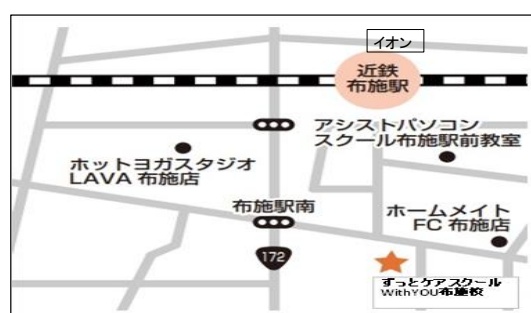 イオン
近鉄
布施駅
アシストパソコン
スクール布施駅前教室
ホットヨガスタジオ
LAVA 布施店
布施駅南
ホームメイト
FC 布施店
172
ずっとケアスクール
WithYOU布施校